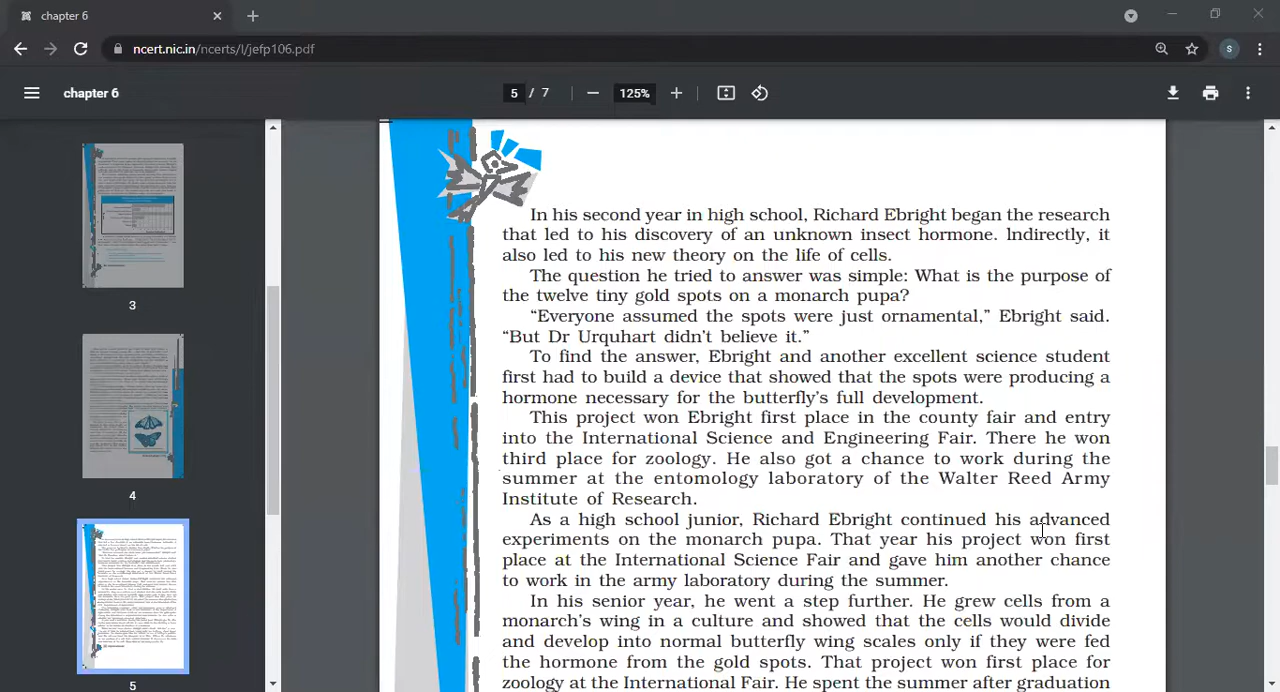 chapter 6
ncert.nic.in/ncerts/l/jefp106.pdf
S
chapter 6
5 / 7
125%
3
4
5
In his second year in high school, Richard Ebright began the research
that led to his discovery of an unknown insect hormone. Indirectly, it
also led to his new theory on the life of cells.
The question he tried to answer was simple: What is the purpose of
the twelve tiny gold spots on a monarch pupa?
“Everyone assumed the spots were just ornamental,” Ebright said.
“But Dr Urquhart didn’t believe it.”
To find the answer, Ebright and another excellent science student
first had to build a device that showed that the spots were producing a
hormone necessary for the butterfly’s full development.
This project won Ebright first place in the county fair and entry
into the International Science and Engineering Fair. There he won
third place for zoology. He also got a chance to work during the
summer at the entomology laboratory of the Walter Reed Army
Institute of Research.
As a high school junior, Richard Ebright continued his advanced
experiments on the monarch pupa. That year his project won first
place at the International Science Fair and gave him another chance
to work in the army laboratory during the summer.
In his senior year, he went a step further. He grew cells from a
monarch’s wing in a culture and showed that the cells would divide
and develop into normal butterfly wing scales only if they were fed
the hormone from the gold spots. That project won first place for
zoology at the International Fair. He spent the summer after graduation